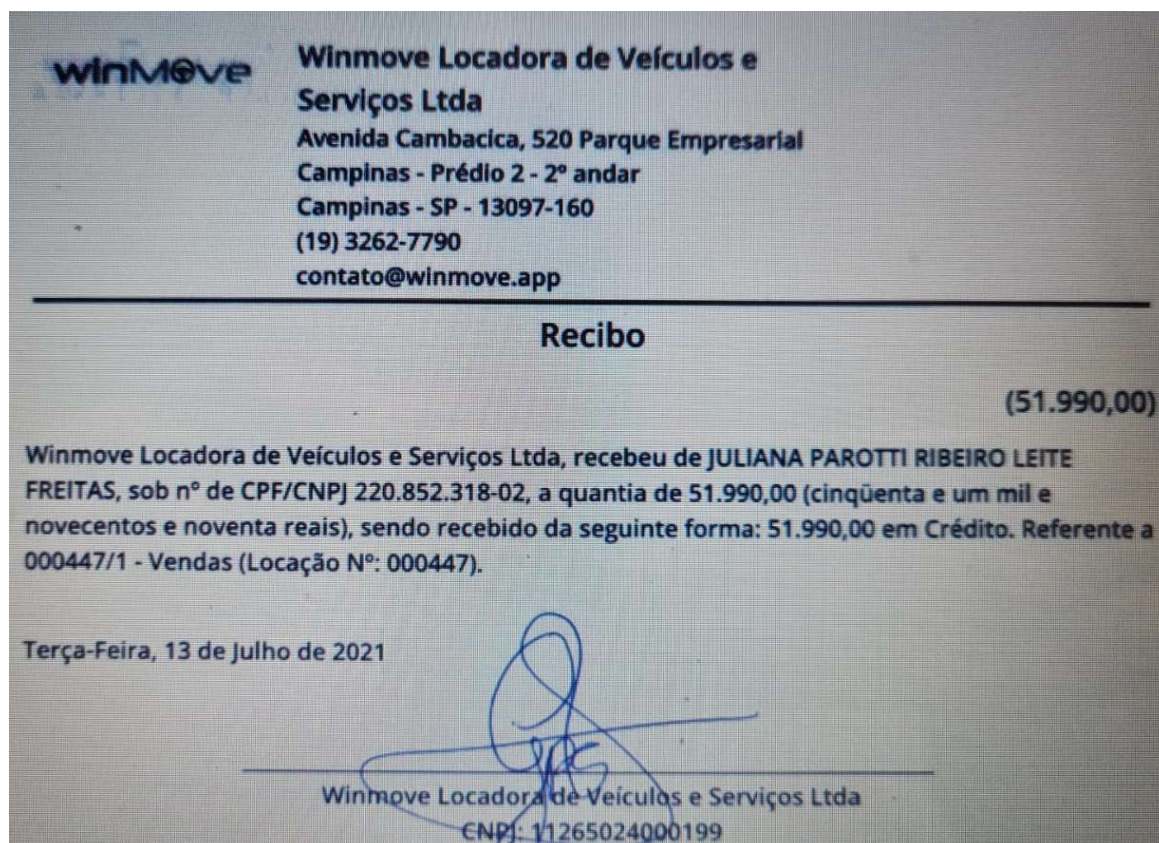 winMove
Winmove Locadora de Veículos e
Serviços Ltda
Avenida Cambacica, 520 Parque Empresarial
Campinas - Prédio 2 - 2º andar
Campinas - SP - 13097-160
(19) 3262-7790
contato@winmove.app
Recibo
(51.990,00)
Winmove Locadora de Veículos e Serviços Ltda, recebeu de JULIANA PAROTTI RIBEIRO LEITE
FREITAS, sob nº de CPF/CNPJ 220.852.318-02, a quantia de 51.990,00 (cinqüenta e um mil e
novecentos e noventa reais), sendo recebido da seguinte forma: 51.990,00 em Crédito. Referente a
000447/1 - Vendas (Locação Nº: 000447).
Terça-Feira, 13 de Julho de 2021
Winmove Locadora de Veículos e Serviços Ltda
CNPJ: 11265024000199